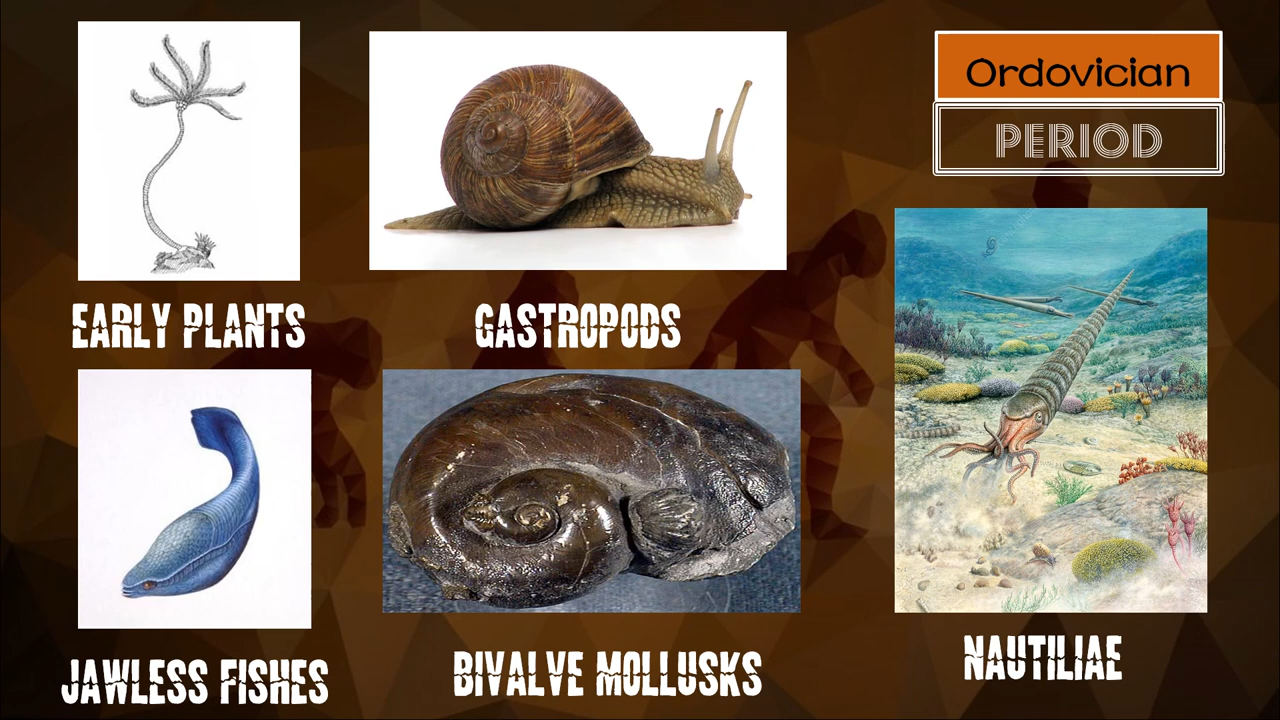 Ordovician
PERIOD
EARLY PLANTS
GASTROPODS
JAWLESS FISHES
BIVALVE MOLLUSKS
NAUTILIAE